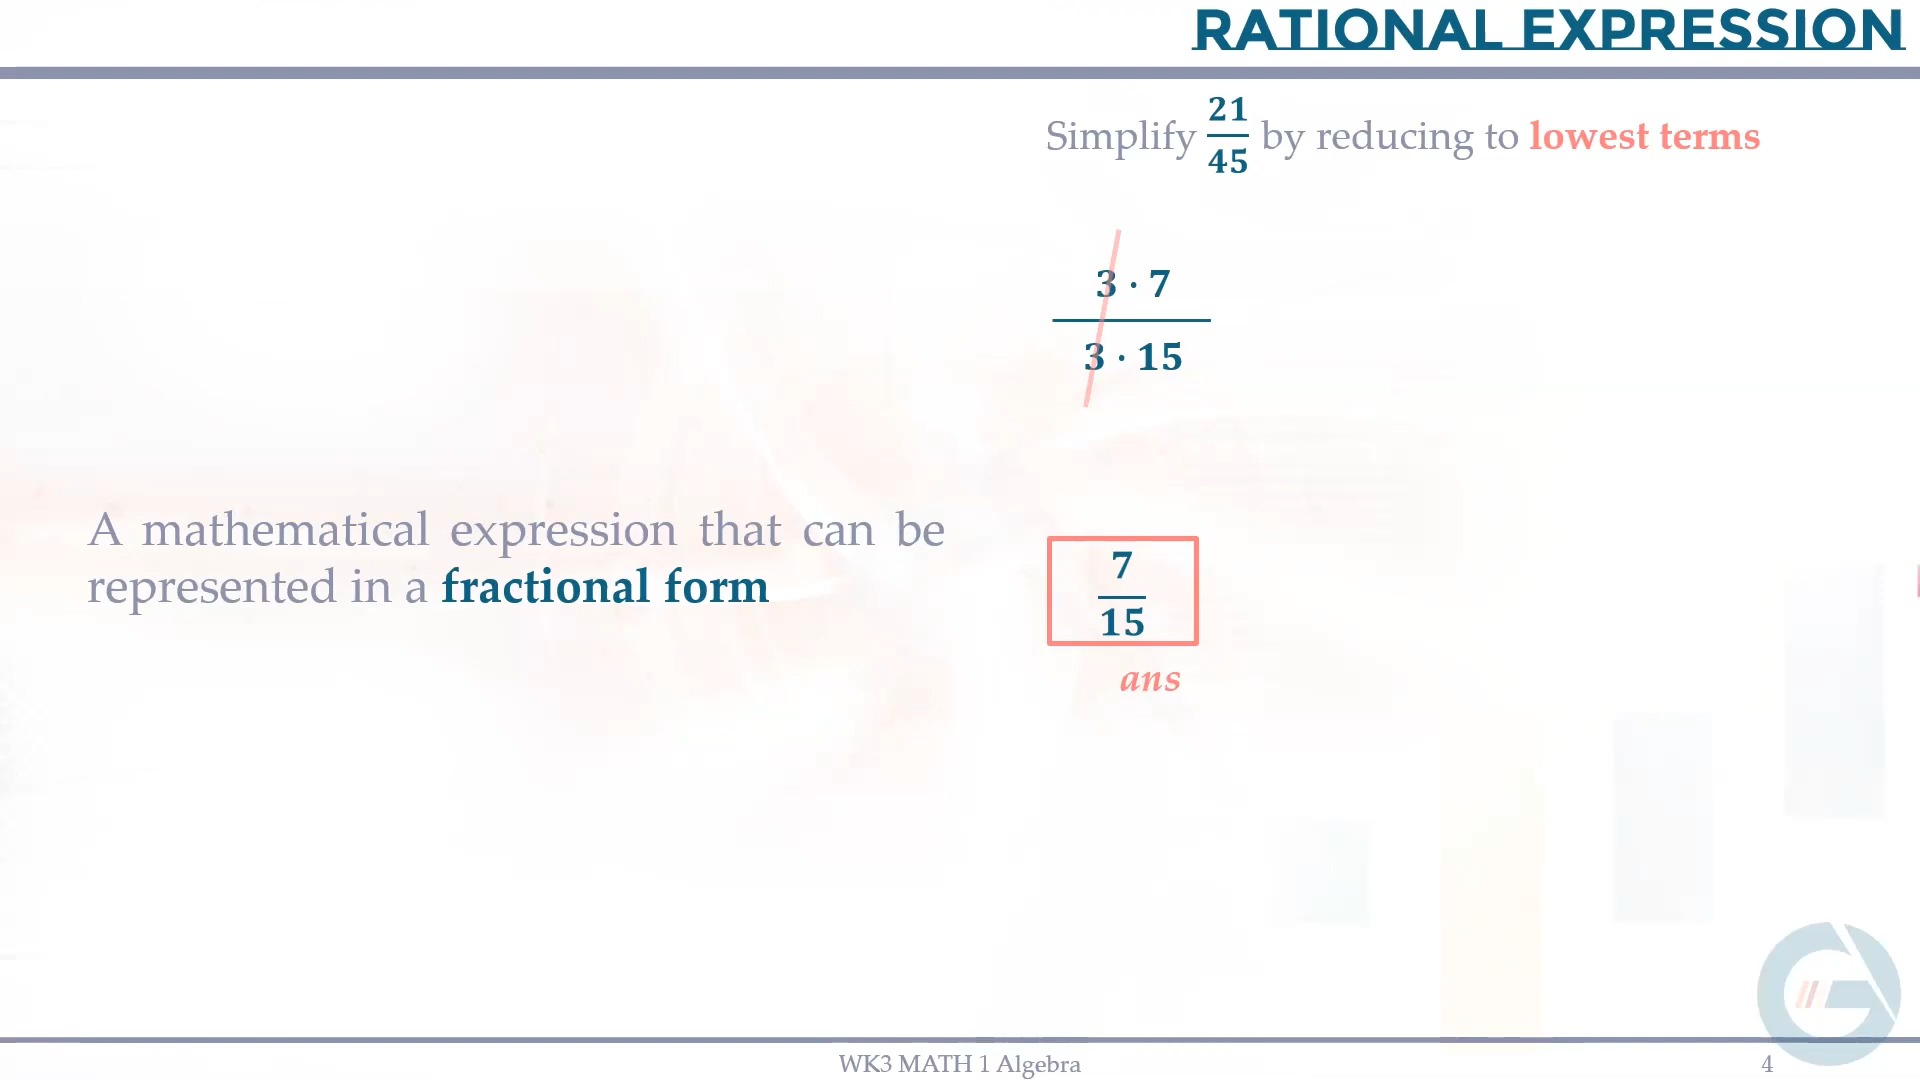 RATIONAL EXPRESSION
A mathematical expression that can be
represented in a fractional form
Simplify 21/45 by reducing to lowest terms
3 · 7
3 · 15
7
15
ans
WK3 MATH 1 Algebra
4